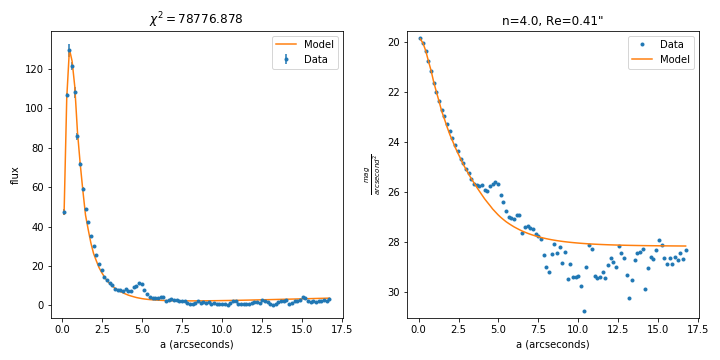 χ² = 78776.878
n=4.0, Re=0.41"
Model
Data
Data
Model
120
100
80
60
40
20
0
flux
0.0 2.5 5.0 7.5 10.0 12.5 15.0 17.5
a (arcseconds)
20
22
24
26
28
30
mag
arcsecond²
0.0 2.5 5.0 7.5 10.0 12.5 15.0 17.5
a (arcseconds)